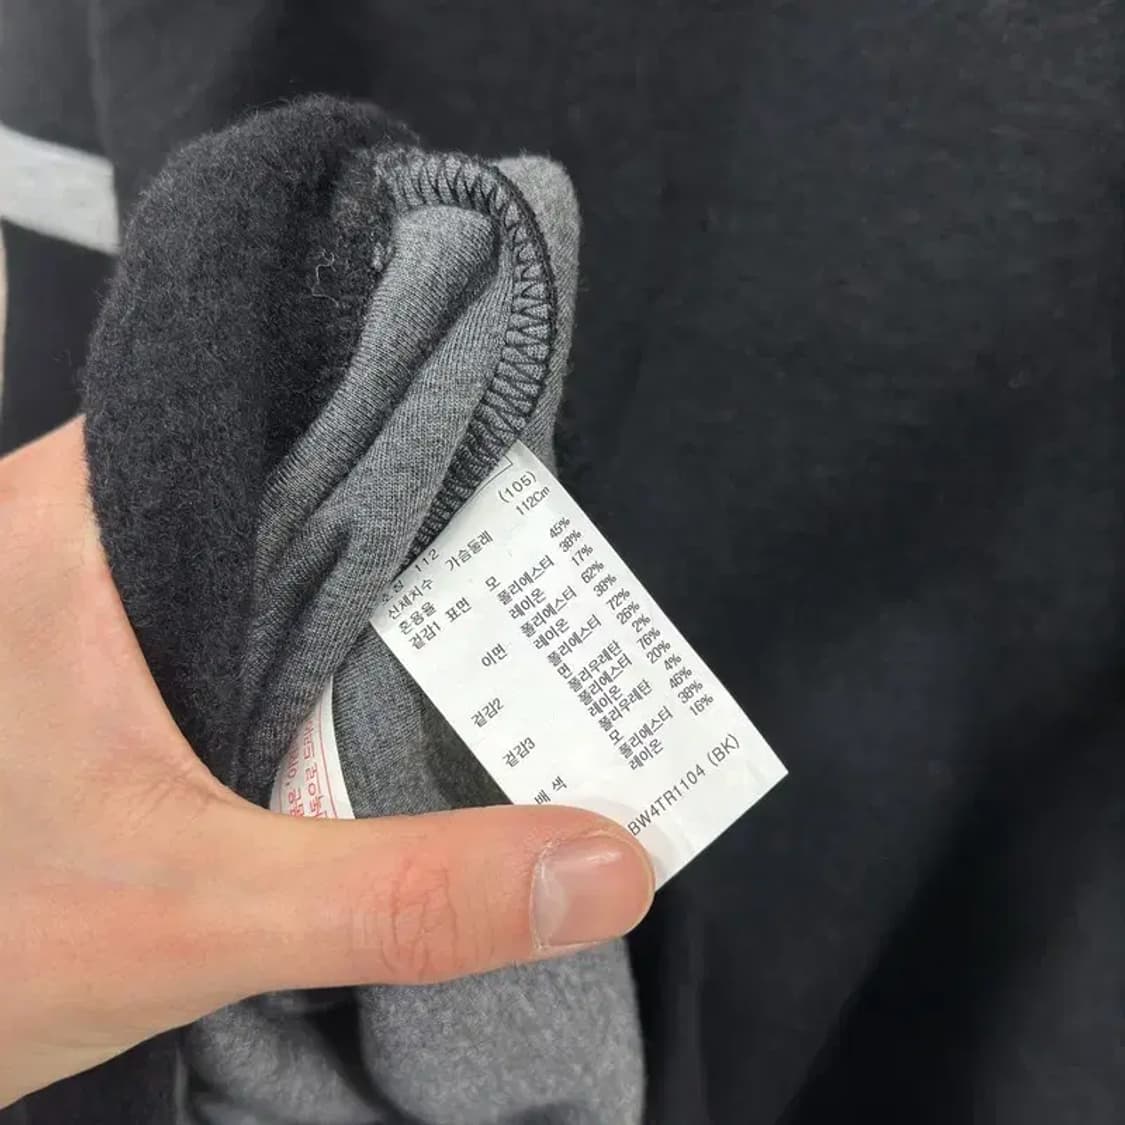 (105)
호칭 112
신체치수 가슴둘레 112Cm
혼용율
겉감1 표면 모 45%
폴리에스터 38%
레이온 17%
이면 폴리에스터 62%
레이온 38%
겉감2 폴리에스터 72%
면 26%
폴리우레탄 2%
겉감3 폴리에스터 76%
레이온 20%
폴리우레탄 4%
배 색 모 46%
폴리에스터 38%
레이온 16%
BW4TR1104 (BK)